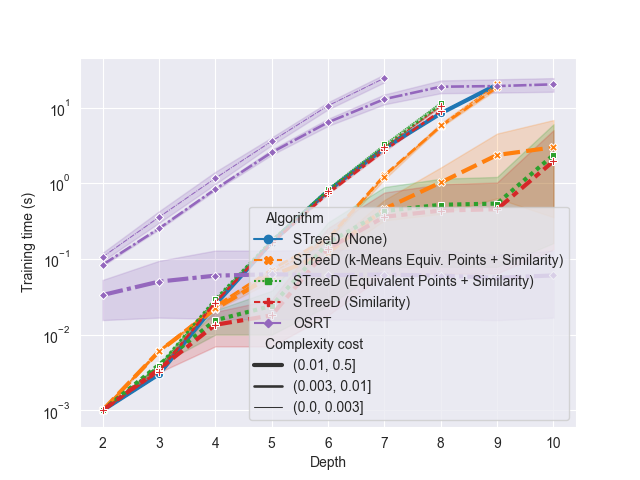 10¹
10⁰
10⁻¹
10⁻²
10⁻³
Training time (s)
Algorithm
STreeD (None)
STreeD (k-Means Equiv. Points + Similarity)
STreeD (Equivalent Points + Similarity)
STreeD (Similarity)
OSRT
Complexity cost
(0.01, 0.5]
(0.003, 0.01]
(0.0, 0.003]
2 3 4 5 6 7 8 9 10
Depth